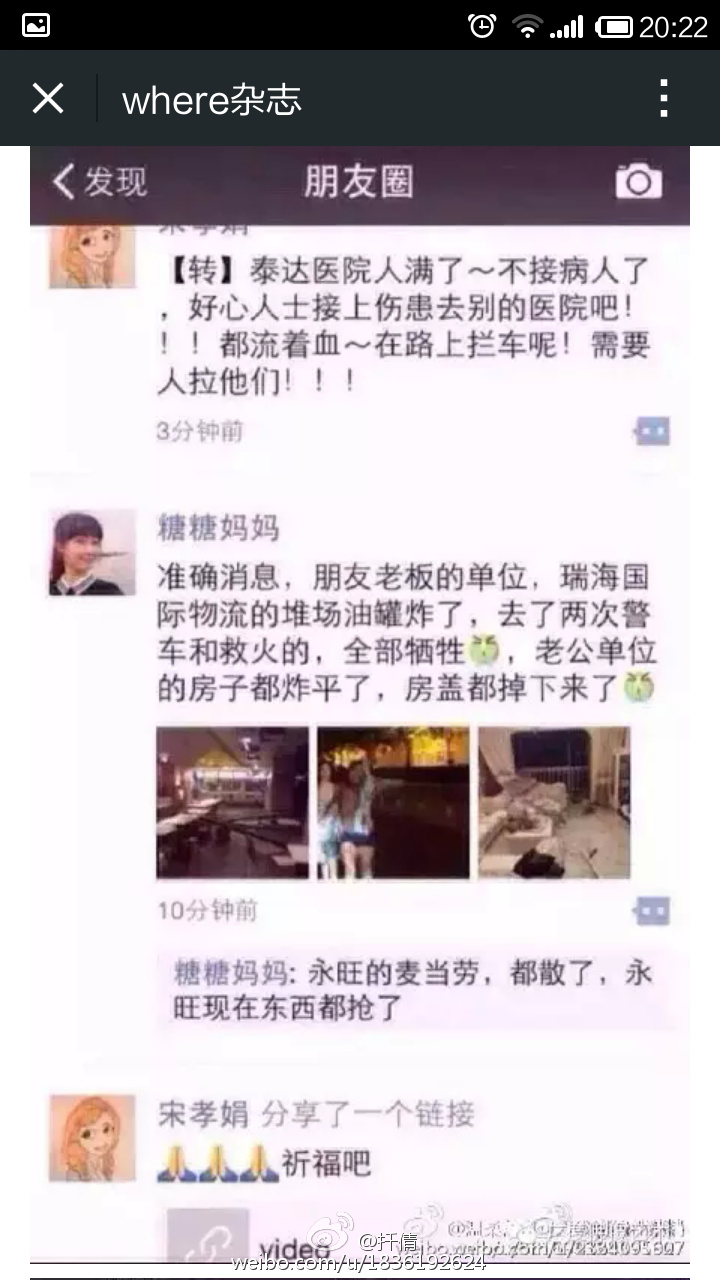 20:22
where杂志
发现
朋友圈
宋孝娟
【转】泰达医院人满了～不接病人了
，好心人士接上伤患去别的医院吧！
！！都流着血～在路上拦车呢！需要
人拉他们！！！
3分钟前
糖糖妈妈
准确消息，朋友老板的单位，瑞海国
际物流的堆场油罐炸了，去了两次警
车和救火的，全部牺牲，老公单位
的房子都炸平了，房盖都掉下来了
10分钟前
糖糖妈妈: 永旺的麦当劳，都散了，永
旺现在东西都抢了
宋孝娟 分享了一个链接
祈福吧
video
weibo.com/u/1836192624